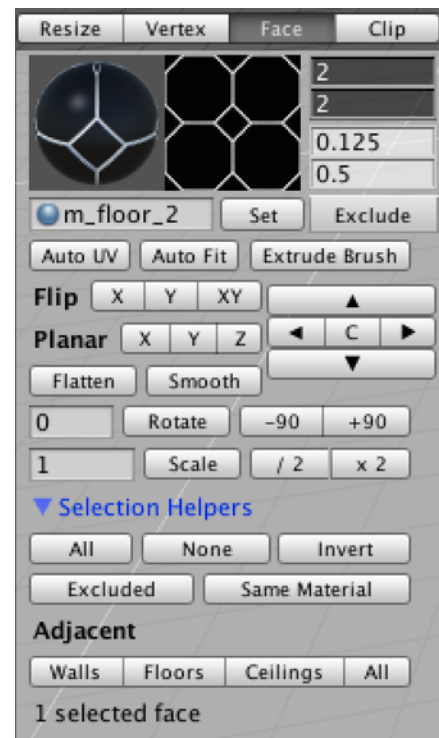 Resize Vertex Face Clip
2
2
0.125
0.5
m_floor_2 Set Exclude
Auto UV Auto Fit Extrude Brush
Flip X Y XY
Planar X Y Z C
Flatten Smooth
0 Rotate -90 +90
1 Scale / 2 x 2
Selection Helpers
All None Invert
Excluded Same Material
Adjacent
Walls Floors Ceilings All
1 selected face